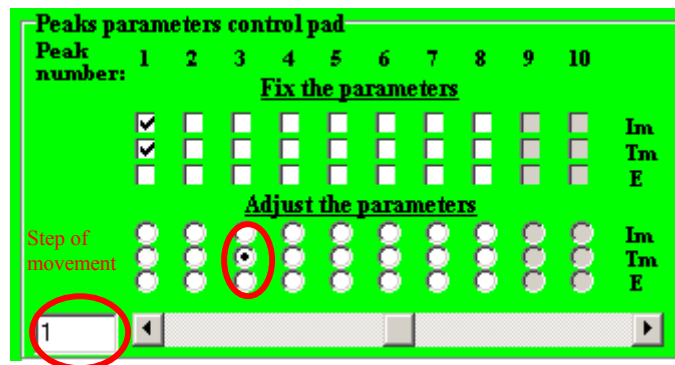 Peaks parameters control pad
Peak number: 1 2 3 4 5 6 7 8 9 10
Fix the parameters
Im
Tm
E
Adjust the parameters
Step of movement
Im
Tm
E
1